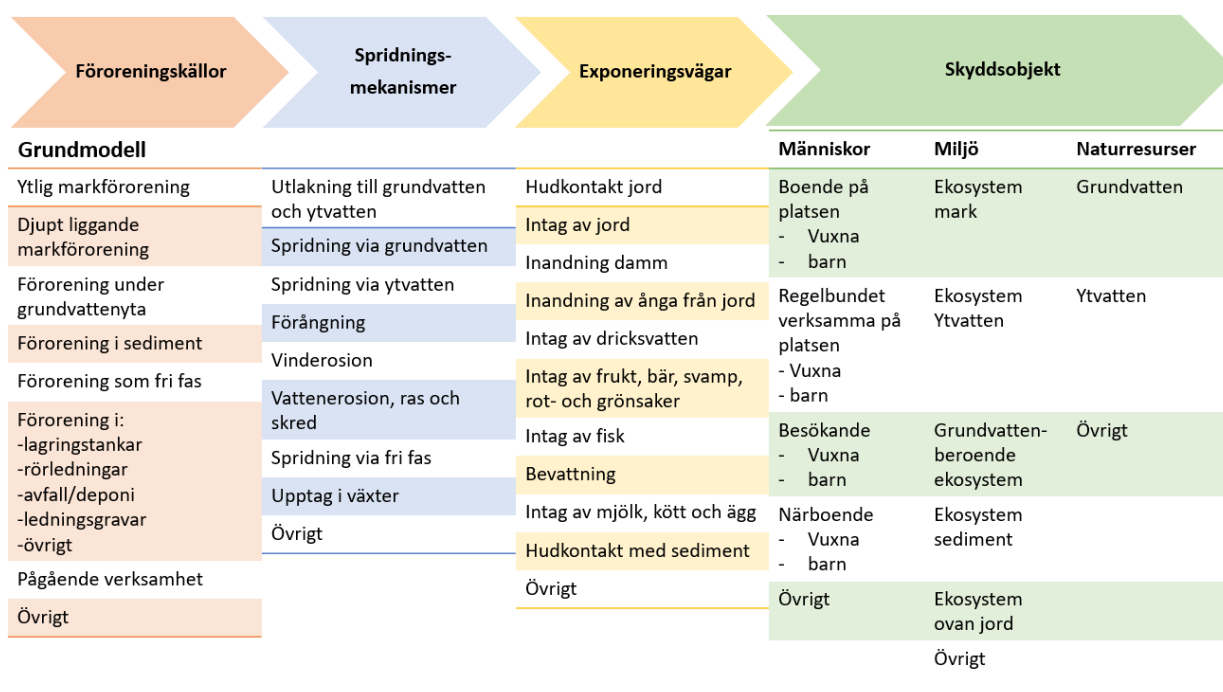 Föroreningskällor
Spridnings-
mekanismer
Exponeringsvägar
Skyddsobjekt
Grundmodell
Ytlig markförorening
Djupt liggande
markförorening
Förorening under
grundvattenyta
Förorening i sediment
Förorening som fri fas
Förorening i:
-lagringstankar
-rörledningar
-avfall/deponi
-ledningsgravar
-övrigt
Pågående verksamhet
Övrigt
Utlakning till grundvatten
och ytvatten
Spridning via grundvatten
Spridning via ytvatten
Förångning
Vinderosion
Vattenerosion, ras och
skred
Spridning via fri fas
Upptag i växter
Övrigt
Hudkontakt jord
Intag av jord
Inandning damm
Inandning av ånga från jord
Intag av dricksvatten
Intag av frukt, bär, svamp,
rot- och grönsaker
Intag av fisk
Bevattning
Intag av mjölk, kött och ägg
Hudkontakt med sediment
Övrigt
Människor
Boende på
platsen
- Vuxna
- barn
Regelbundet
verksamma på
platsen
- Vuxna
- barn
Besökande
- Vuxna
- barn
Närboende
- Vuxna
- barn
Övrigt
Miljö
Ekosystem
mark
Ekosystem
Ytvatten
Grundvatten-
beroende
ekosystem
Ekosystem
sediment
Ekosystem
ovan jord
Övrigt
Naturresurser
Grundvatten
Ytvatten
Övrigt